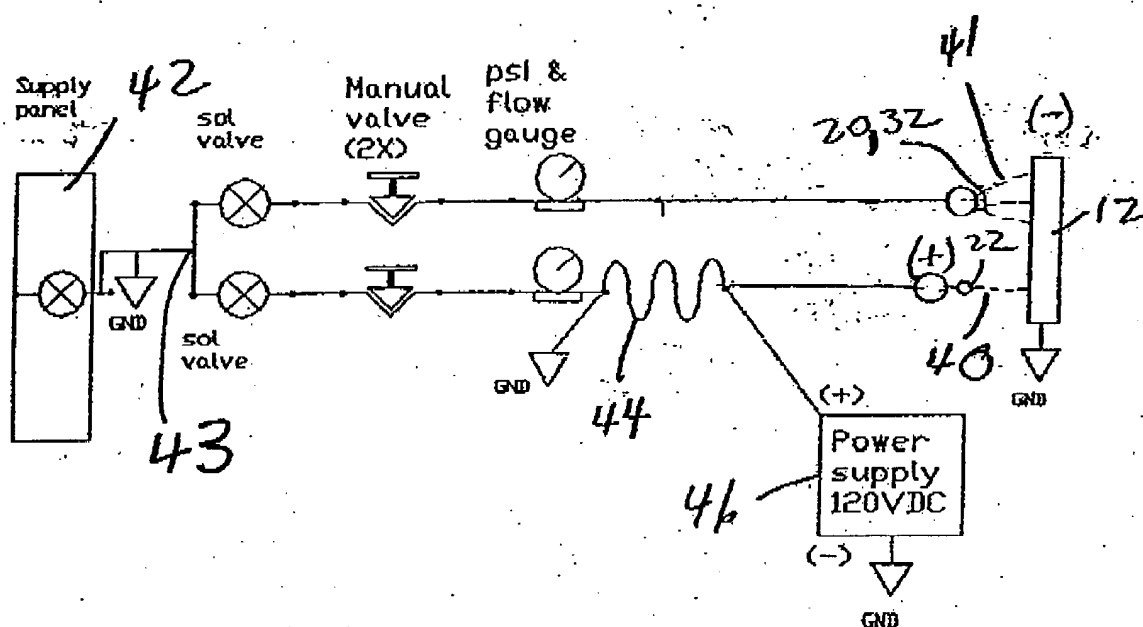 41
psi &
flow
gauge
42
Supply
panel
Manual
valve
(2X)
sol
valve
20,32
(-)
12
(+)
22
GND
sol
valve
40
GND
GND
44
43
(+)
Power
supply
120VDC
46
(-)
GND